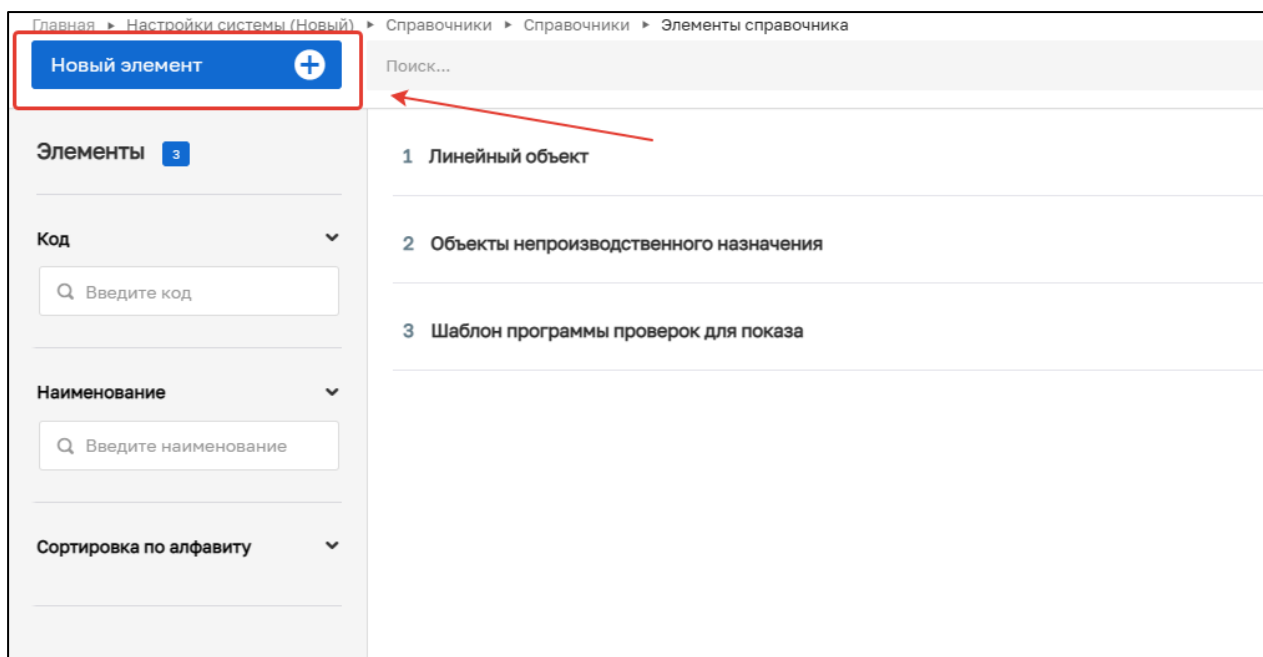 Главная ▸ Настройки системы (Новый) ▸ Справочники ▸ Справочники ▸ Элементы справочника
Новый элемент
Поиск...
Элементы 3
Код
Введите код
Наименование
Введите наименование
Сортировка по алфавиту
1 Линейный объект
2 Объекты непроизводственного назначения
3 Шаблон программы проверок для показа